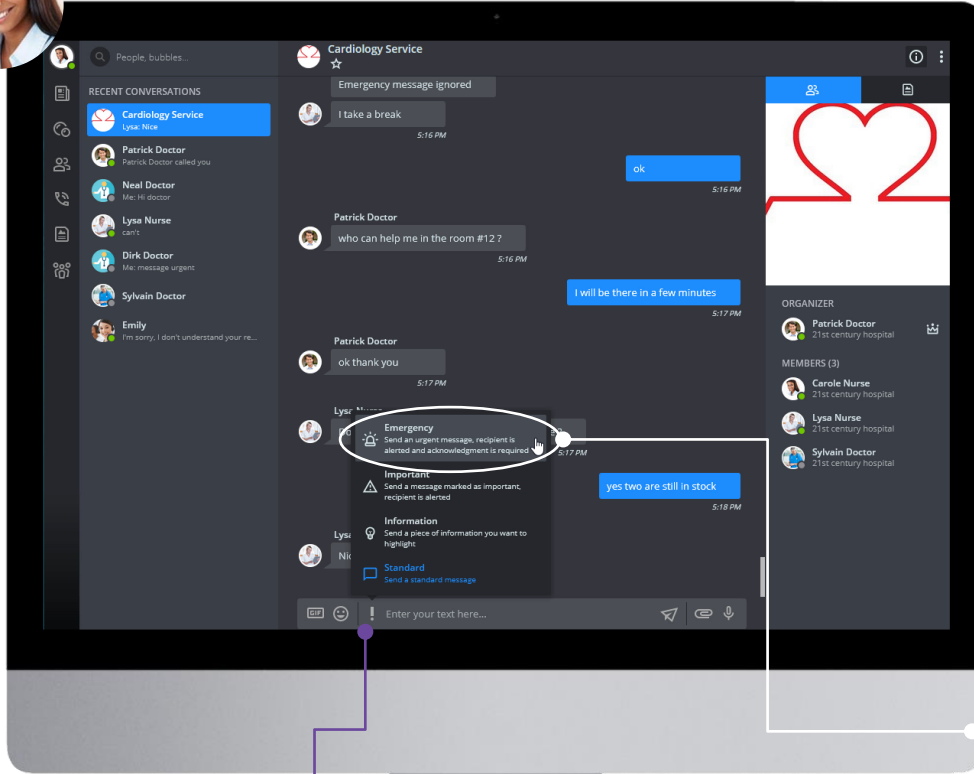 People, bubbles...
RECENT CONVERSATIONS
Cardiology Service
Lysa: Nice
Patrick Doctor
Patrick Doctor called you
Neal Doctor
Me: Hi doctor
Lysa Nurse
can't
Dirk Doctor
Me: message urgent
Sylvain Doctor
Emily
I'm sorry, I don't understand your re...
Cardiology Service
Emergency message ignored
I take a break
5:16 PM
ok
5:16 PM
Patrick Doctor
who can help me in the room #12 ?
5:16 PM
I will be there in a few minutes
5:17 PM
Patrick Doctor
ok thank you
5:17 PM
Lysa Nurse
5:17 PM
Emergency
Send an urgent message, recipient is
alerted and acknowledgment is required
Important
Send a message marked as important,
recipient is alerted
yes two are still in stock
5:18 PM
Information
Send a piece of information you want to
highlight
Standard
Send a standard message
GIF
! Enter your text here...
ORGANIZER
Patrick Doctor
21st century hospital
MEMBERS (3)
Carole Nurse
21st century hospital
Lysa Nurse
21st century hospital
Sylvain Doctor
21st century hospital